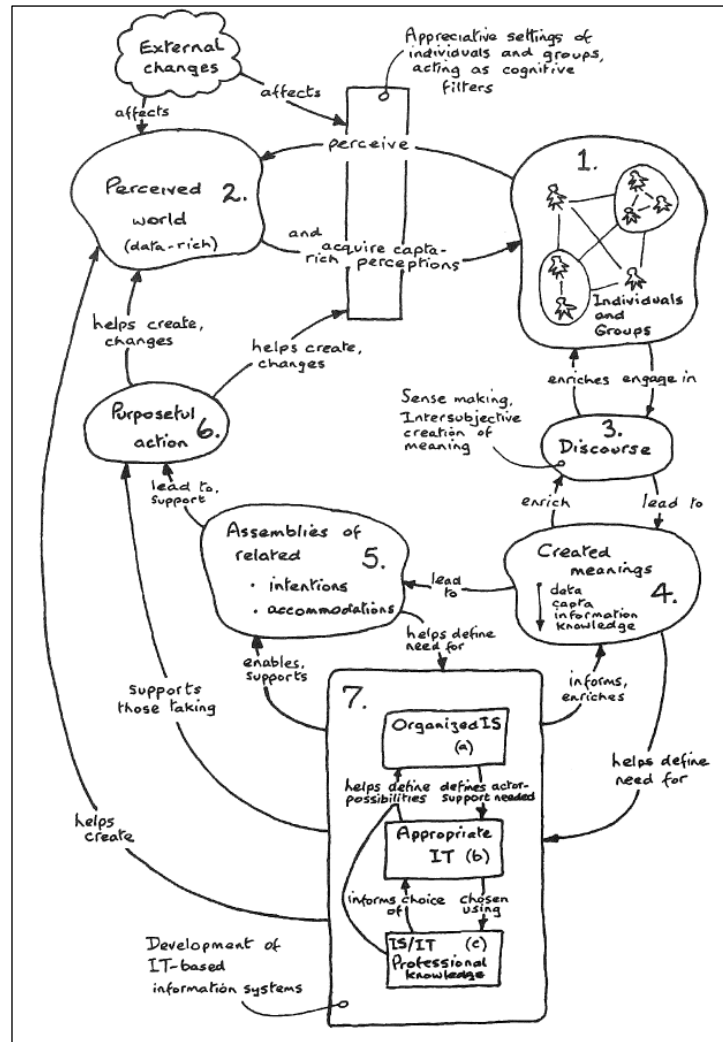 External
changes
Appreciative settings of
individuals and groups,
acting as cognitive
filters
affects
affects
perceive
1.
Perceived
world
(data-rich)
2.
and
acquire capta-
rich perceptions
Individuals
and
Groups
helps create,
changes
helps create,
changes
enriches
engage in
Sense making,
Intersubjective
creation of
meaning
3.
Discourse
Purposeful
action
6.
lead to,
support
enrich
lead to
Assemblies of
related
• intentions
• accommodations
5.
lead
to
Created
meanings
data
capta
information
knowledge
4.
helps define
need for
enables,
supports
informs,
enriches
supports
those taking
7.
Organized IS
(a)
helps define
possibilities
defines actor-
support needed
helps define
need for
Appropriate
IT (b)
helps
create
informs choice
of
chosen
using
IS/IT (c)
Professional
knowledge
Development of
IT-based
information systems